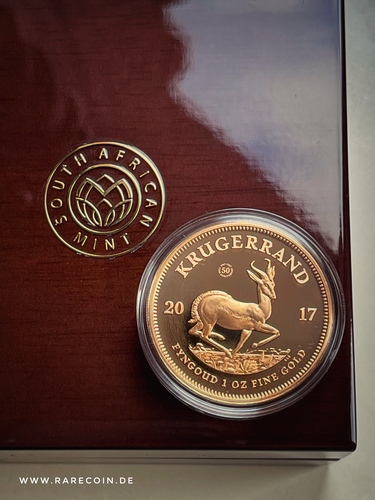 SOUTH AFRICAN
MINT
KRUGERRAND
50
20 17
FYNGOUD 1 OZ FINE GOLD
WWW.RARECOIN.DE